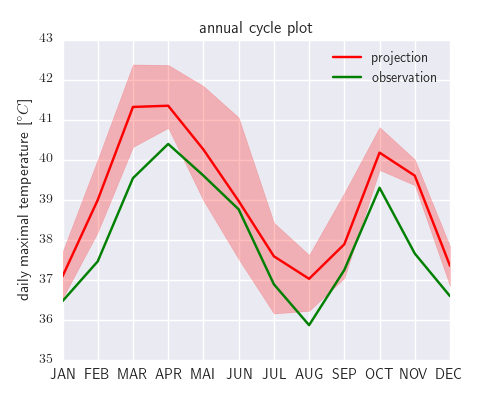 annual cycle plot
43
42
41
40
39
38
37
36
35
daily maximal temperature [°C]
projection
observation
JAN FEB MAR APR MAI JUN JUL AUG SEP OCT NOV DEC